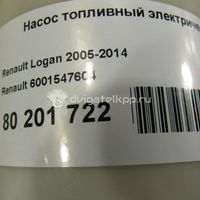 Насос топливный электриче
Renault Logan 2005-2014
Renault 6001547604
80 201 722
dvigatelkpp.ru